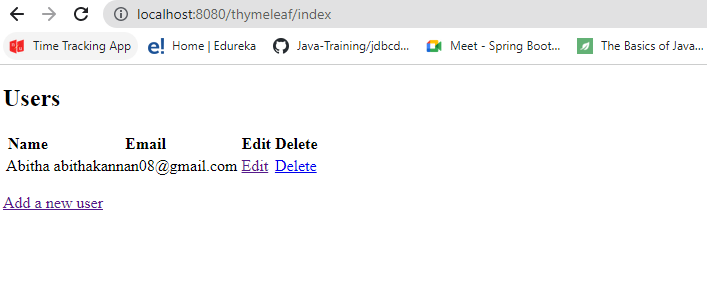 localhost:8080/thymeleaf/index
Time Tracking App e! Home | Edureka Java-Training/jdbcd... Meet - Spring Boot... The Basics of Java...
Users
Name Email Edit Delete
Abitha abithakannan08@gmail.com Edit Delete
Add a new user